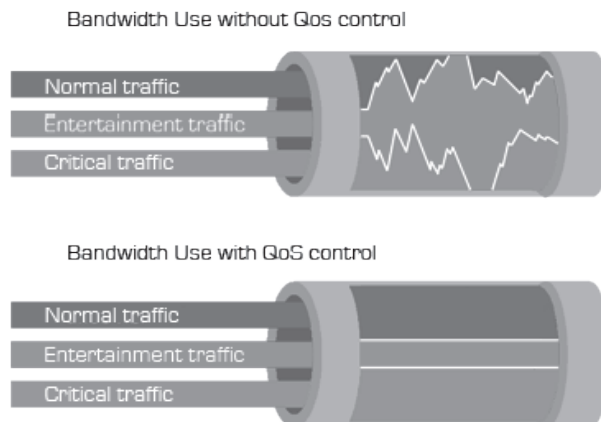 Bandwidth Use without Qos control
Normal traffic
Entertainment traffic
Critical traffic
Bandwidth Use with QoS control
Normal traffic
Entertainment traffic
Critical traffic